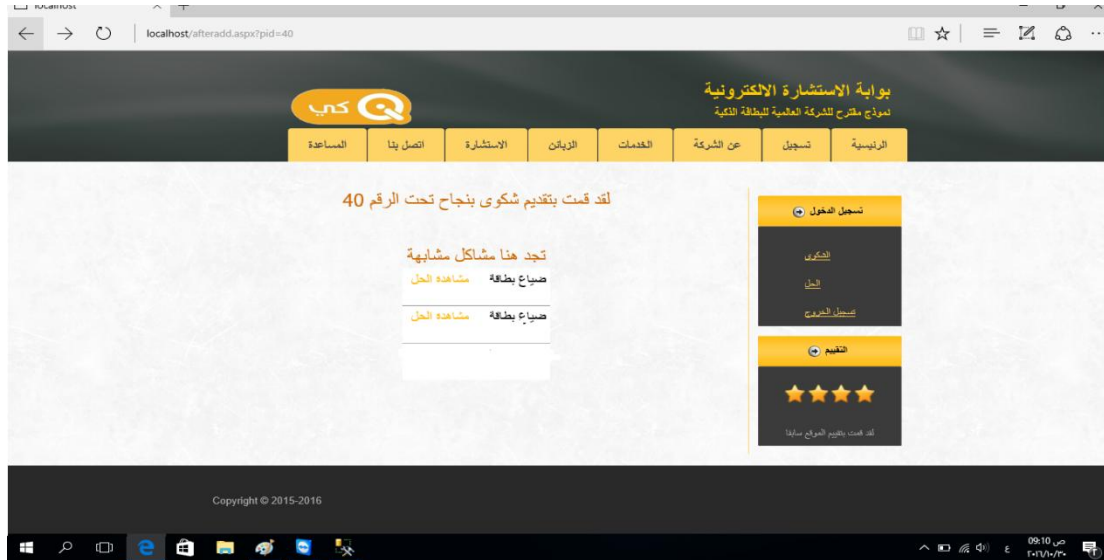 localhost
localhost/afteradd.aspx?pid=40
بوابة الاستشارة الالكترونية
نموذج مقترح للشركة العالمية للبطاقة الذكية
كي
الرئيسية تسجيل عن الشركة الخدمات الزبائن الاستشارة اتصل بنا المساعدة
لقد قمت بتقديم شكوى بنجاح تحت الرقم 40
تجد هنا مشاكل مشابهة
ضياع بطاقة مشاهدة الحل
ضياع بطاقة مشاهدة الحل
تسجيل الدخول
الشكوى
الحل
تسجيل الخروج
التقييم
لقد قمت بتقييم الموقع سابقا
Copyright © 2015-2016
ع
09:10 ص
٢٠١٦/١٠/٣٠